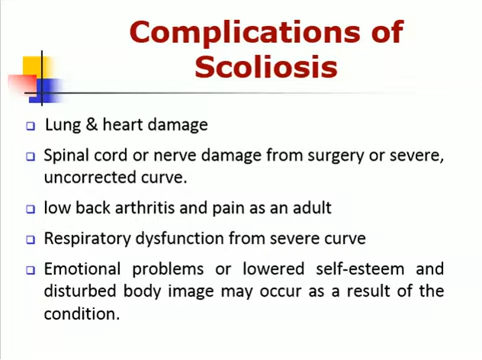 Complications of
Scoliosis
Lung & heart damage
Spinal cord or nerve damage from surgery or severe,
uncorrected curve.
low back arthritis and pain as an adult
Respiratory dysfunction from severe curve
Emotional problems or lowered self-esteem and
disturbed body image may occur as a result of the
condition.